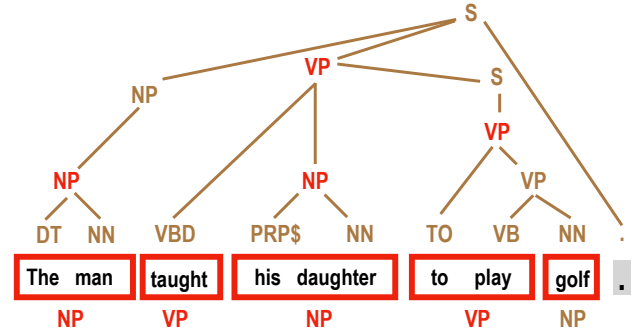 S
VP
S
NP
VP
NP NP
VP
DT NN VBD PRP$ NN TO VB NN .
The man taught his daughter to play golf .
NP VP NP VP NP